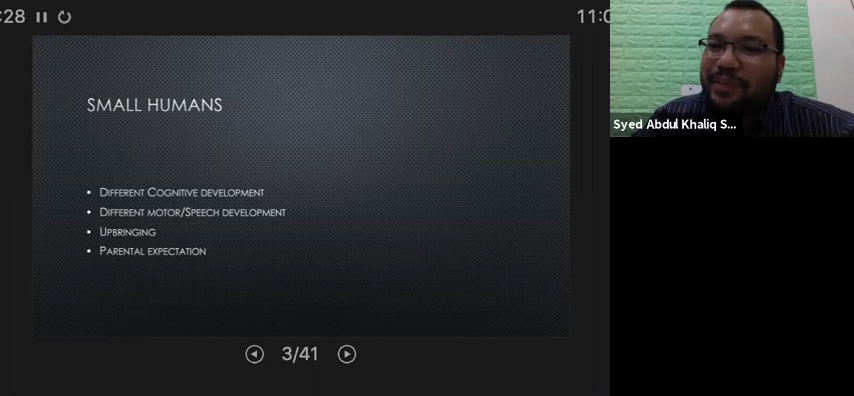 :28
11:0
SMALL HUMANS
• DIFFERENT COGNITIVE DEVELOPMENT
• DIFFERENT MOTOR/SPEECH DEVELOPMENT
• UPBRINGING
• PARENTAL EXPECTATION
3/41
Syed Abdul Khaliq S...